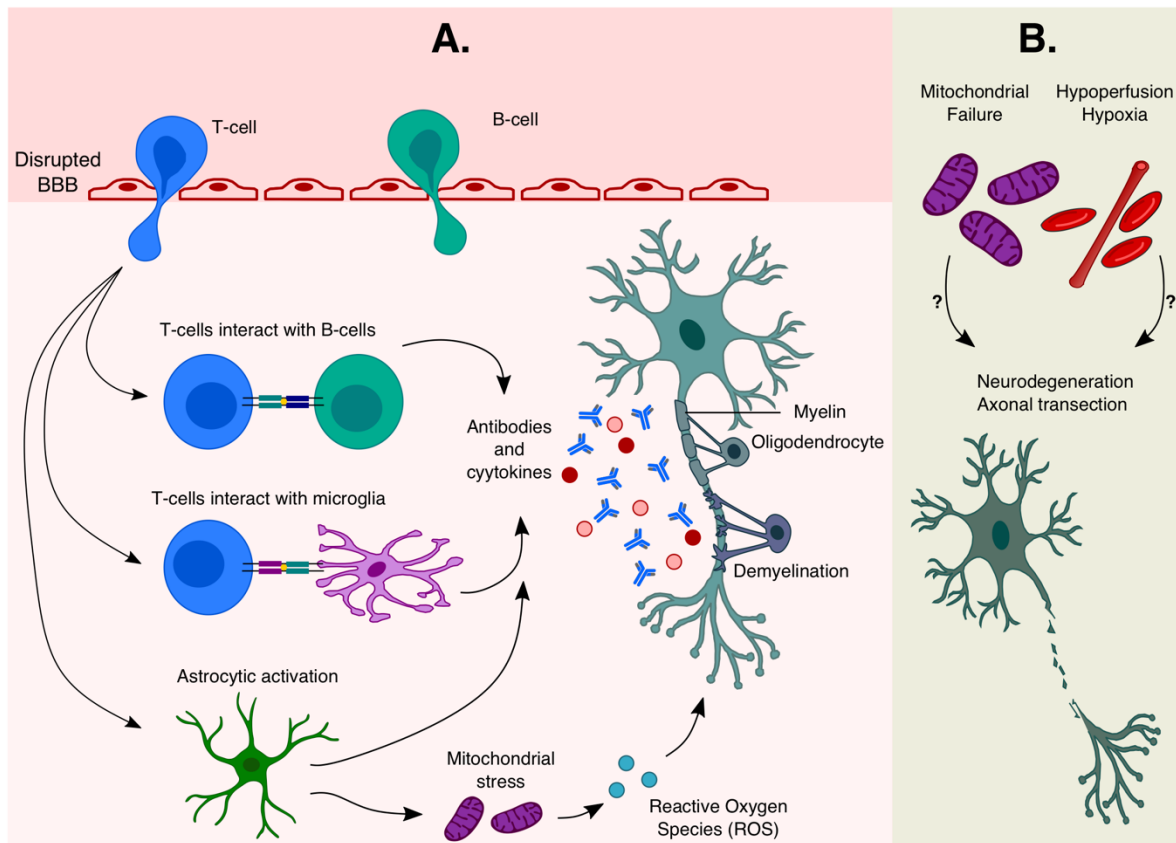 A.
T-cell
B-cell
Disrupted
BBB
T-cells interact with B-cells
Antibodies
and
cyytokines
T-cells interact with microglia
Astrocytic activation
Mitochondrial
stress
Reactive Oxygen
Species (ROS)
Myelin
Oligodendrocyte
Demyelination
B.
Mitochondrial
Failure
Hypoperfusion
Hypoxia
?
?
Neurodegeneration
Axonal transection